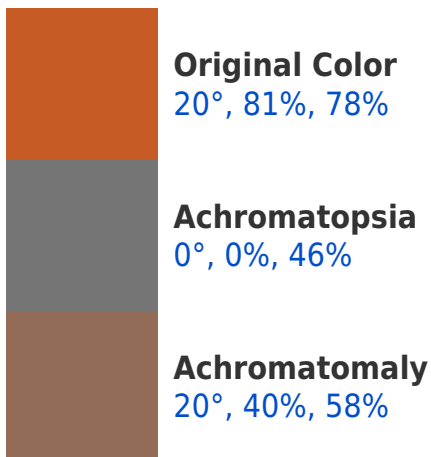 Original Color
20°, 81%, 78%
Achromatopsia
0°, 0%, 46%
Achromatomaly
20°, 40%, 58%